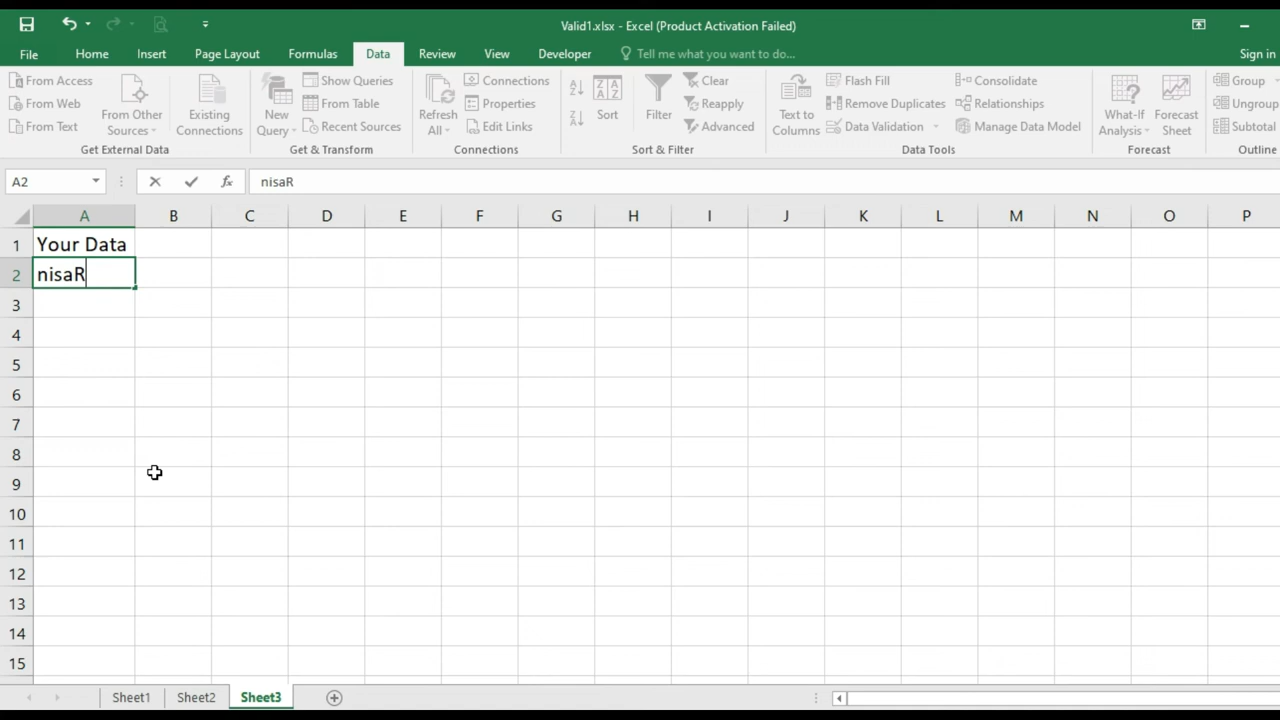 Valid1.xlsx - Excel (Product Activation Failed)
File Home Insert Page Layout Formulas Data Review View Developer Tell me what you want to do... Sign in
From Access
From Web
From Text
From Other Sources
Existing Connections
Get External Data
New Query
Show Queries
From Table
Recent Sources
Get & Transform
Refresh All
Connections
Properties
Edit Links
Connections
A Z
Z A
Z A A Z
Sort
Filter
Clear
Reapply
Advanced
Sort & Filter
Text to Columns
Flash Fill
Remove Duplicates
Data Validation
Consolidate
Relationships
Manage Data Model
Data Tools
What-If Analysis
Forecast Sheet
Forecast
Group
Ungroup
Subtotal
Outline
A2 fx nisaR
A B C D E F G H I J K L M N O P
1 Your Data
2 nisaR
3
4
5
6
7
8
9
10
11
12
13
14
15
Sheet1 Sheet2 Sheet3